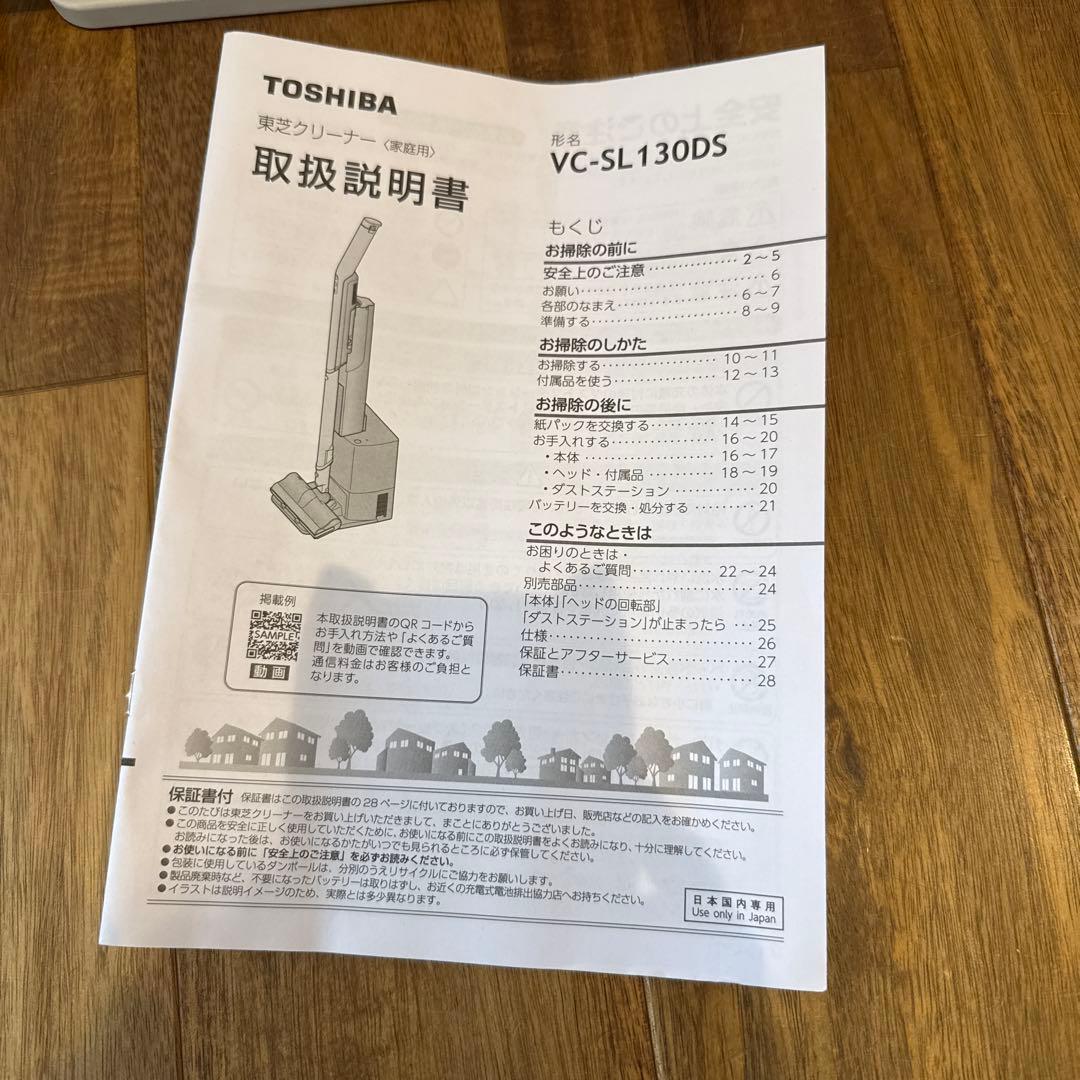 TOSHIBA
東芝クリーナー〈家庭用〉
取扱説明書
形名
VC-SL130DS
もくじ
お掃除の前に
安全上のご注意 2～5
お願い 6
各部のなまえ 6～7
準備する 8～9
お掃除のしかた
お掃除する 10～11
付属品を使う 12～13
お掃除の後に
紙パックを交換する 14～15
お手入れする 16～20
・本体 16～17
・ヘッド・付属品 18～19
・ダストステーション 20
バッテリーを交換・処分する 21
このようなときは
お困りのときは・
よくあるご質問 22～24
別売部品 24
「本体」「ヘッドの回転部」
「ダストステーション」が止まったら 25
仕様 26
保証とアフターサービス 27
保証書 28
掲載例
SAMPLE
動画
本取扱説明書のQRコードから
お手入れ方法や「よくあるご質
問」を動画で確認できます。
通信料金はお客様のご負担と
なります。
保証書付 保証書はこの取扱説明書の28ページに付いておりますので、お買い上げ日、販売店などの記入をお確かめください。
●このたびは東芝クリーナーをお買い上げいただきまして、まことにありがとうございました。
●この商品を安全に正しく使用していただくために、お使いになる前にこの取扱説明書をよくお読みになり、十分に理解してください。
お読みになった後は、お使いになるかたがいつでも見られるところに必ず保管してください。
●お使いになる前に「安全上のご注意」を必ずお読みください。
●包装に使用しているダンボールは、分別のうえリサイクルにご協力をお願いします。
●製品廃棄時など、不要になったバッテリーは取りはずし、お近くの充電式電池排出協力店へお持ちください。
●イラストは説明イメージのため、実際とは多少異なります。
日本国内専用
Use only in Japan